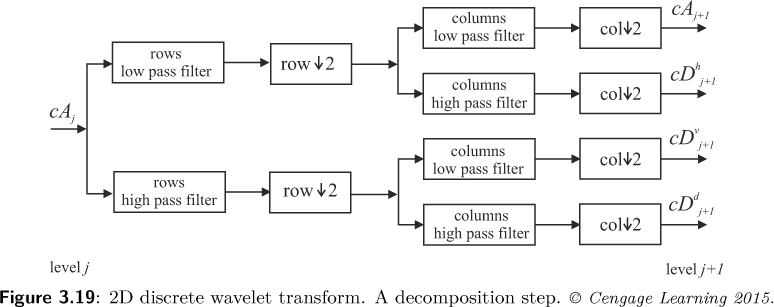 cA_j
rows
low pass filter
row↓2
columns
low pass filter
col↓2
cA_{j+1}
columns
high pass filter
col↓2
cD^h_{j+1}
rows
high pass filter
row↓2
columns
low pass filter
col↓2
cD^v_{j+1}
columns
high pass filter
col↓2
cD^d_{j+1}
level j
level j+1
Figure 3.19: 2D discrete wavelet transform. A decomposition step. © Cengage Learning 2015.